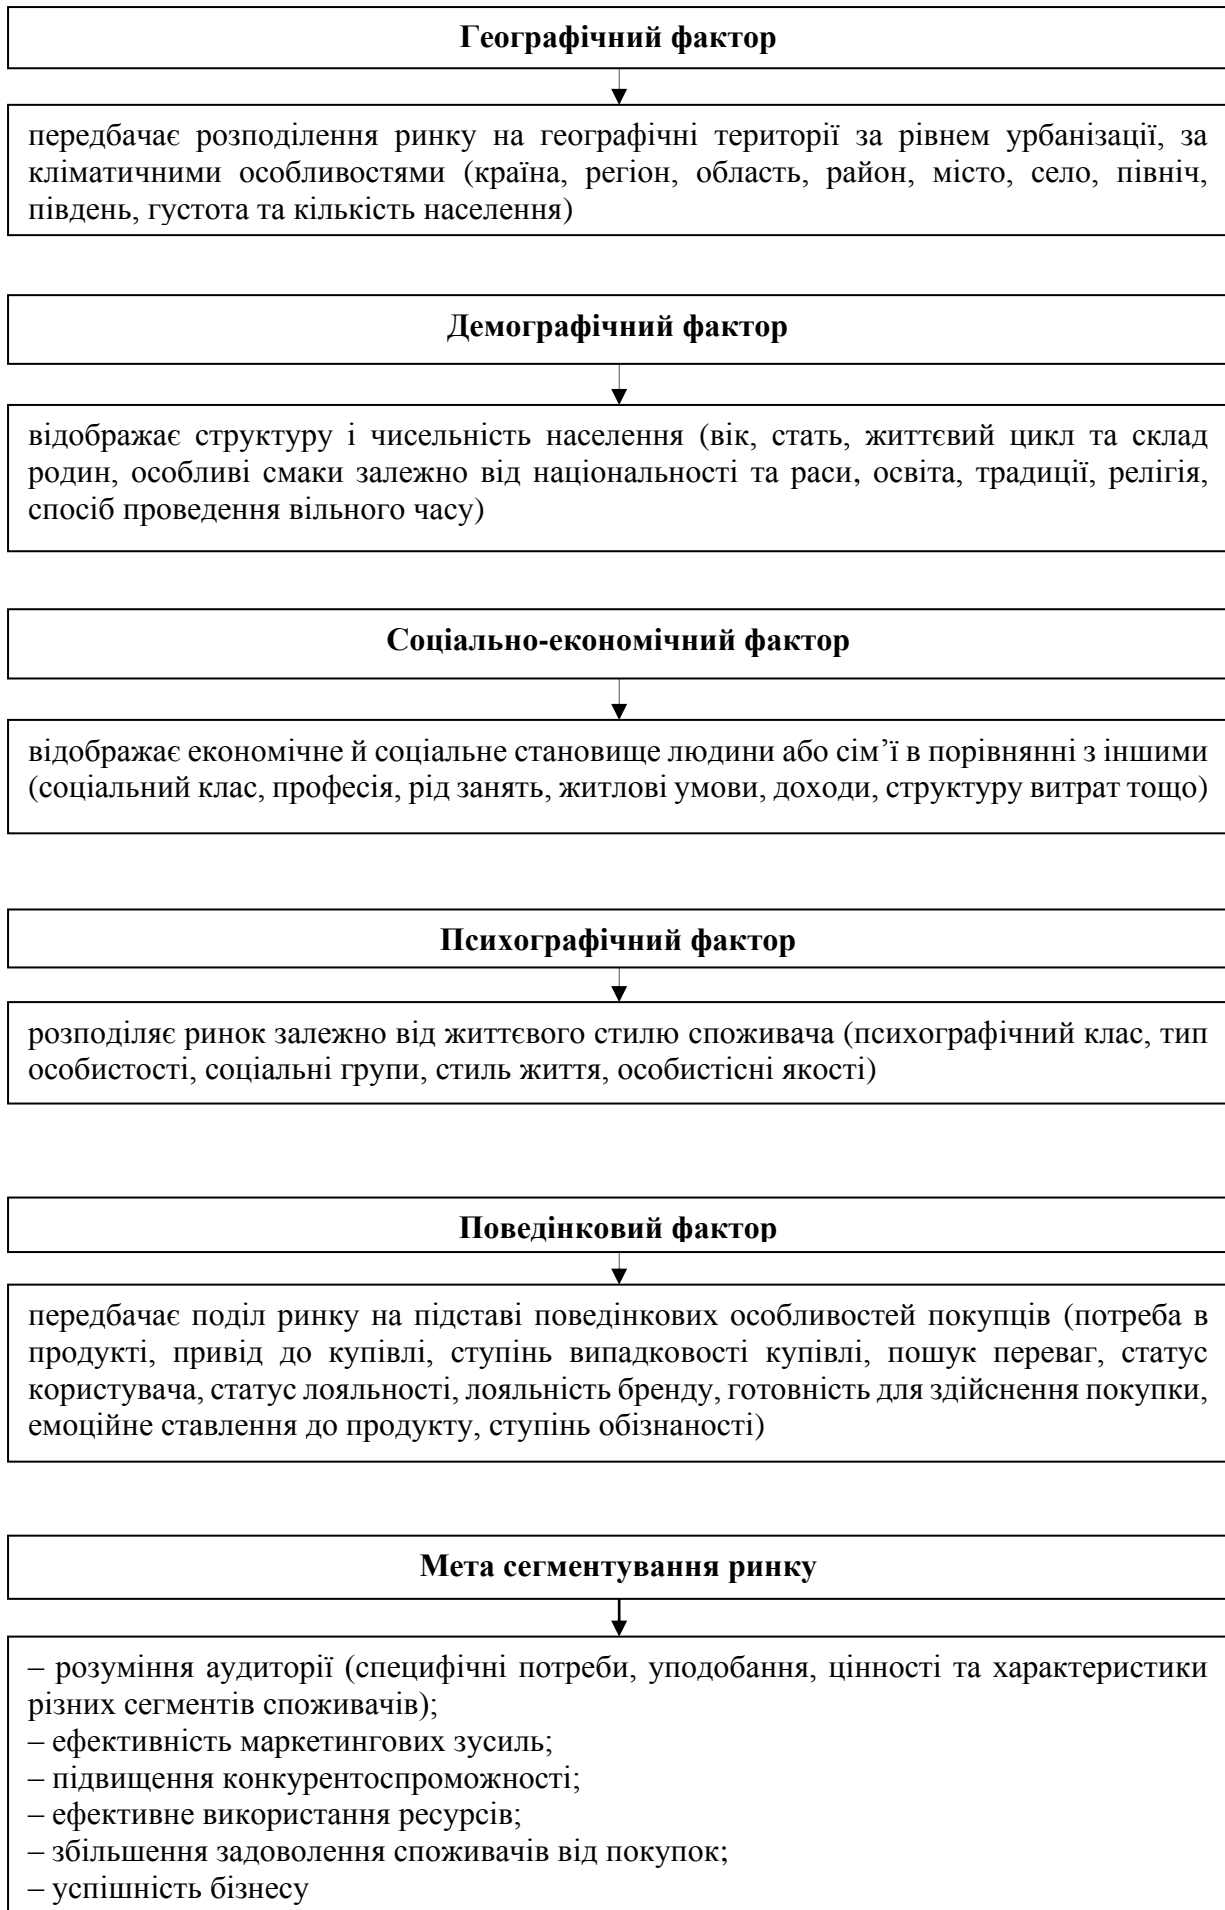 Географічний фактор
передбачає розподілення ринку на географічні території за рівнем урбанізації, за
кліматичними особливостями (країна, регіон, область, район, місто, село, північ,
південь, густота та кількість населення)
Демографічний фактор
відображає структуру і чисельність населення (вік, стать, життєвий цикл та склад
родин, особливі смаки залежно від національності та раси, освіта, традиції, релігія,
спосіб проведення вільного часу)
Соціально-економічний фактор
відображає економічне й соціальне становище людини або сім’ї в порівнянні з іншими
(соціальний клас, професія, рід занять, житлові умови, доходи, структуру витрат тощо)
Психографічний фактор
розподіляє ринок залежно від життєвого стилю споживача (психографічний клас, тип
особистості, соціальні групи, стиль життя, особистісні якості)
Поведінковий фактор
передбачає поділ ринку на підставі поведінкових особливостей покупців (потреба в
продукті, привід до купівлі, ступінь випадковості купівлі, пошук переваг, статус
користувача, статус лояльності, лояльність бренду, готовність для здійснення покупки,
емоційне ставлення до продукту, ступінь обізнаності)
Мета сегментування ринку
– розуміння аудиторії (специфічні потреби, уподобання, цінності та характеристики
різних сегментів споживачів);
– ефективність маркетингових зусиль;
– підвищення конкурентоспроможності;
– ефективне використання ресурсів;
– збільшення задоволення споживачів від покупок;
– успішність бізнесу